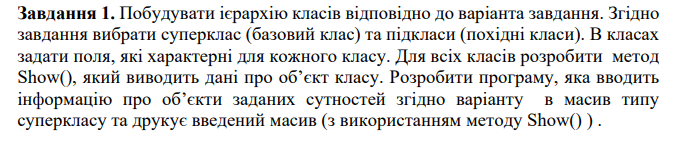 Завдання 1. Побудувати ієрархію класів відповідно до варіанта завдання. Згідно
завдання вибрати суперклас (базовий клас) та підкласи (похідні класи). В класах
задати поля, які характерні для кожного класу. Для всіх класів розробити метод
Show(), який виводить дані про об’єкт класу. Розробити програму, яка вводить
інформацію про об’єкти заданих сутностей згідно варіанту в масив типу
суперкласу та друкує введений масив (з використанням методу Show() ) .